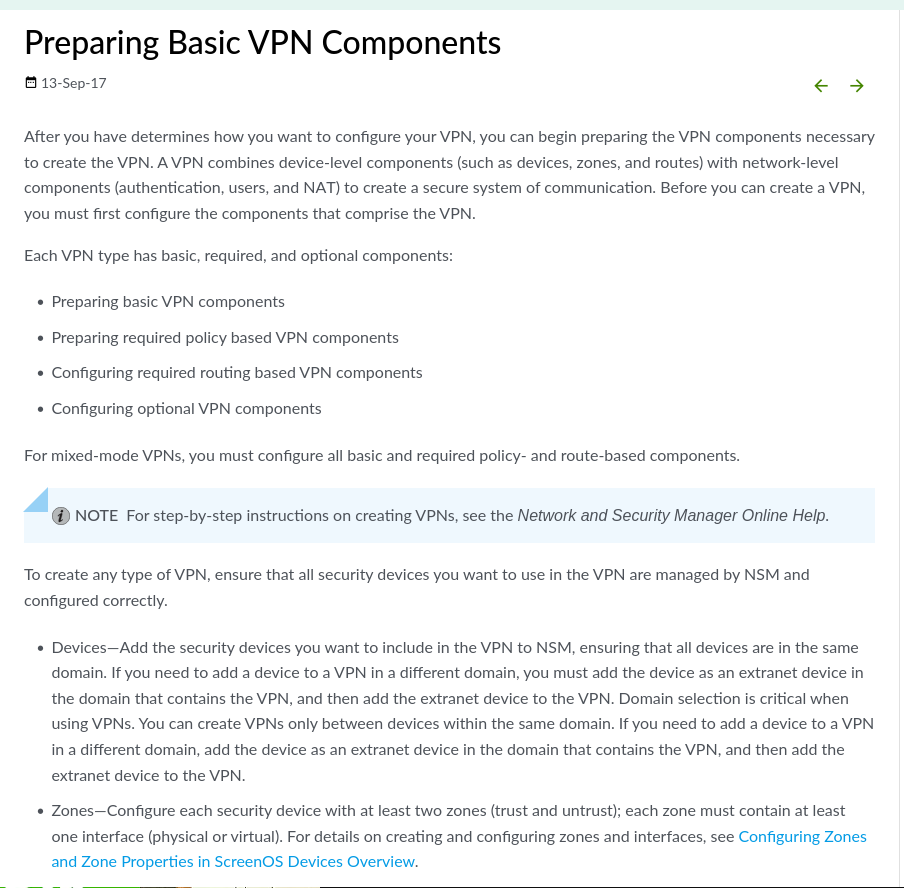 Preparing Basic VPN Components
13-Sep-17
After you have determines how you want to configure your VPN, you can begin preparing the VPN components necessary
to create the VPN. A VPN combines device-level components (such as devices, zones, and routes) with network-level
components (authentication, users, and NAT) to create a secure system of communication. Before you can create a VPN,
you must first configure the components that comprise the VPN.
Each VPN type has basic, required, and optional components:
• Preparing basic VPN components
• Preparing required policy based VPN components
• Configuring required routing based VPN components
• Configuring optional VPN components
For mixed-mode VPNs, you must configure all basic and required policy- and route-based components.
NOTE For step-by-step instructions on creating VPNs, see the Network and Security Manager Online Help.
To create any type of VPN, ensure that all security devices you want to use in the VPN are managed by NSM and
configured correctly.
• Devices—Add the security devices you want to include in the VPN to NSM, ensuring that all devices are in the same
domain. If you need to add a device to a VPN in a different domain, you must add the device as an extranet device in
the domain that contains the VPN, and then add the extranet device to the VPN. Domain selection is critical when
using VPNs. You can create VPNs only between devices within the same domain. If you need to add a device to a VPN
in a different domain, add the device as an extranet device in the domain that contains the VPN, and then add the
extranet device to the VPN.
• Zones—Configure each security device with at least two zones (trust and untrust); each zone must contain at least
one interface (physical or virtual). For details on creating and configuring zones and interfaces, see Configuring Zones
and Zone Properties in ScreenOS Devices Overview.